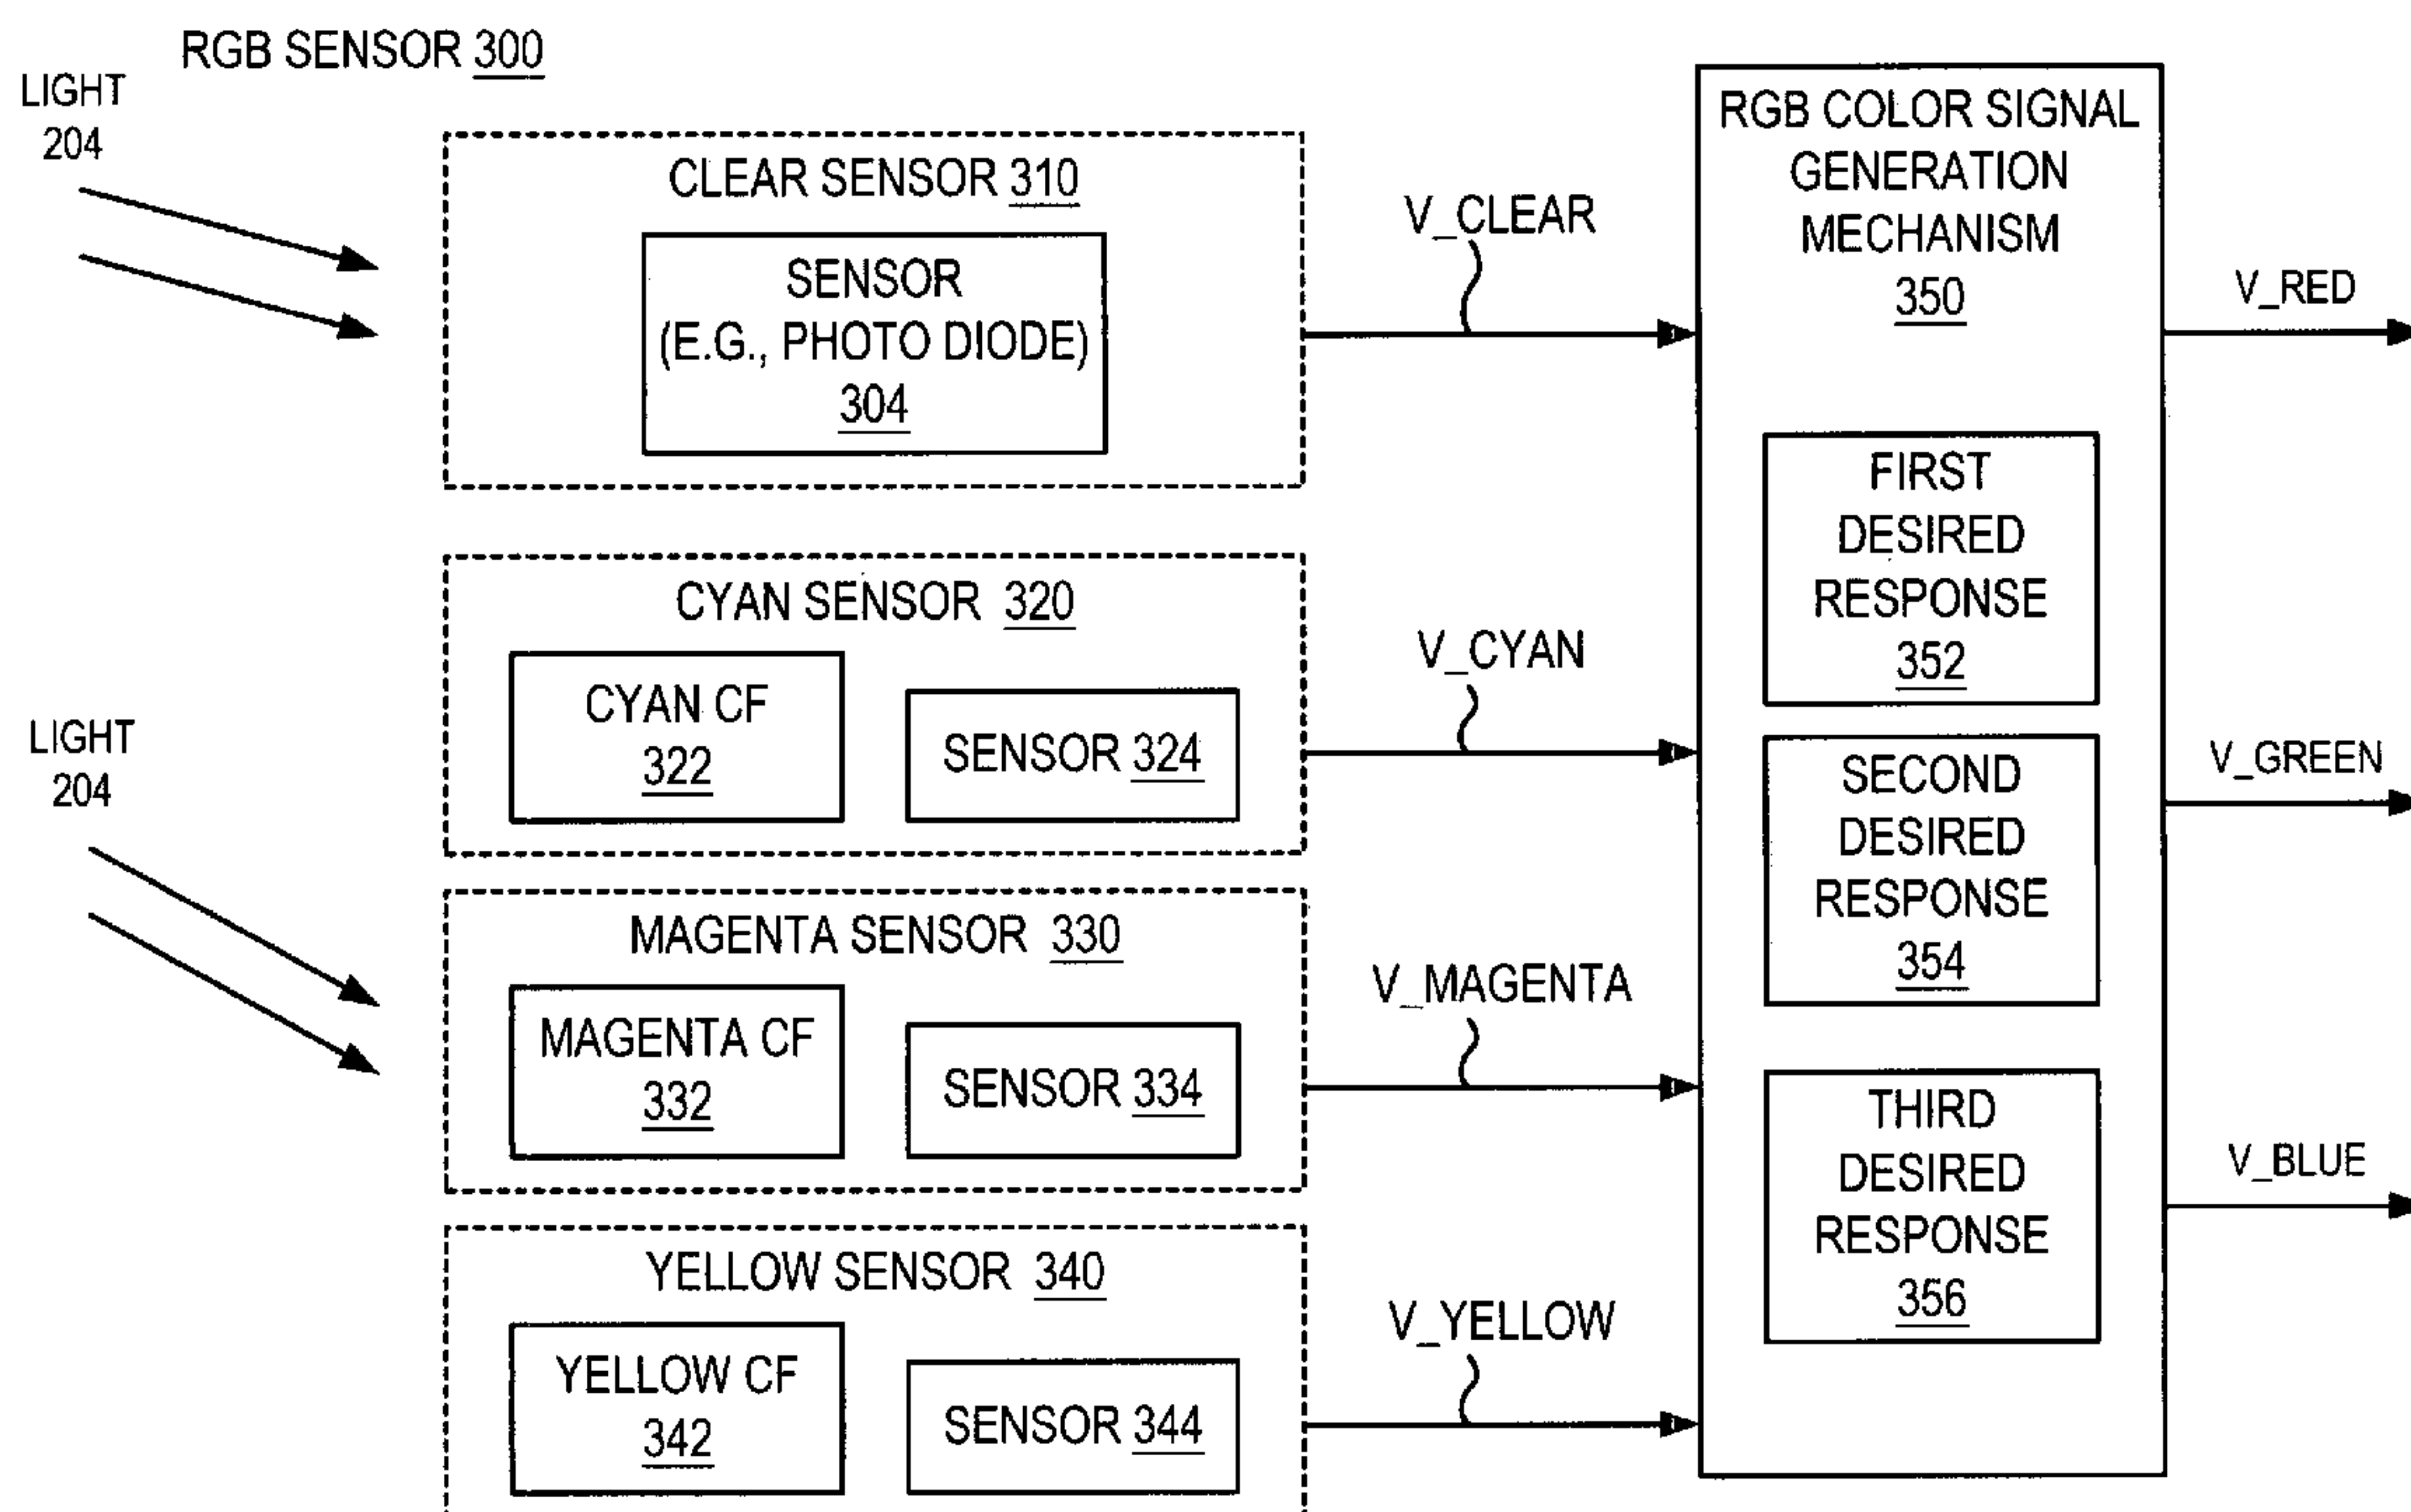 RGB SENSOR 300
LIGHT
204
CLEAR SENSOR 310
SENSOR
(E.G., PHOTO DIODE)
304
V_CLEAR
RGB COLOR SIGNAL
GENERATION
MECHANISM
350
V_RED
FIRST
DESIRED
RESPONSE
352
CYAN SENSOR 320
CYAN CF
322
SENSOR 324
V_CYAN
LIGHT
204
SECOND
DESIRED
RESPONSE
354
V_GREEN
MAGENTA SENSOR 330
MAGENTA CF
332
SENSOR 334
V_MAGENTA
THIRD
DESIRED
RESPONSE
356
V_BLUE
YELLOW SENSOR 340
YELLOW CF
342
SENSOR 344
V_YELLOW